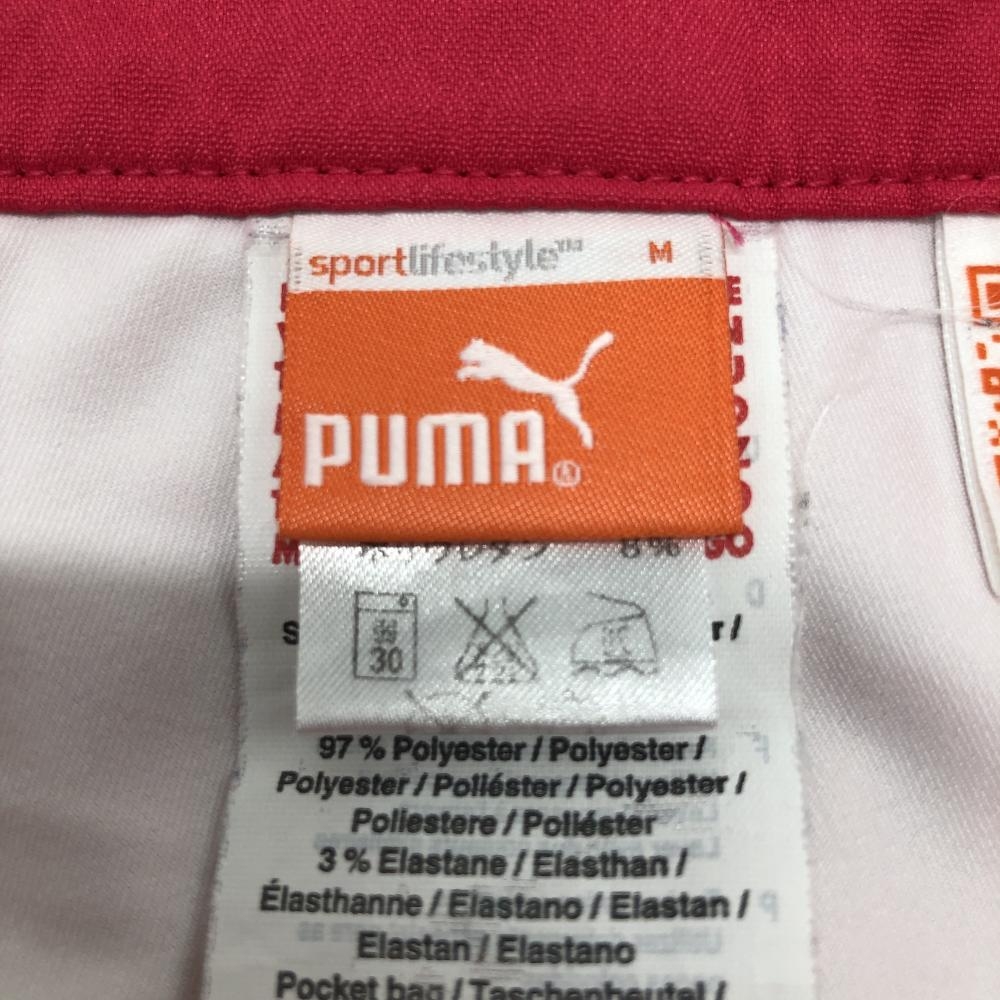 sportlifestyle™ M
PUMA®
8%
30
97 % Polyester / Polyester /
Polyester / Poliéster / Polyester /
Poliestere / Poliéster
3 % Elastane / Elasthan /
Élasthanne / Elastano / Elastan /
Elastan / Elastano
Pocket bag / Taschenbeutel /